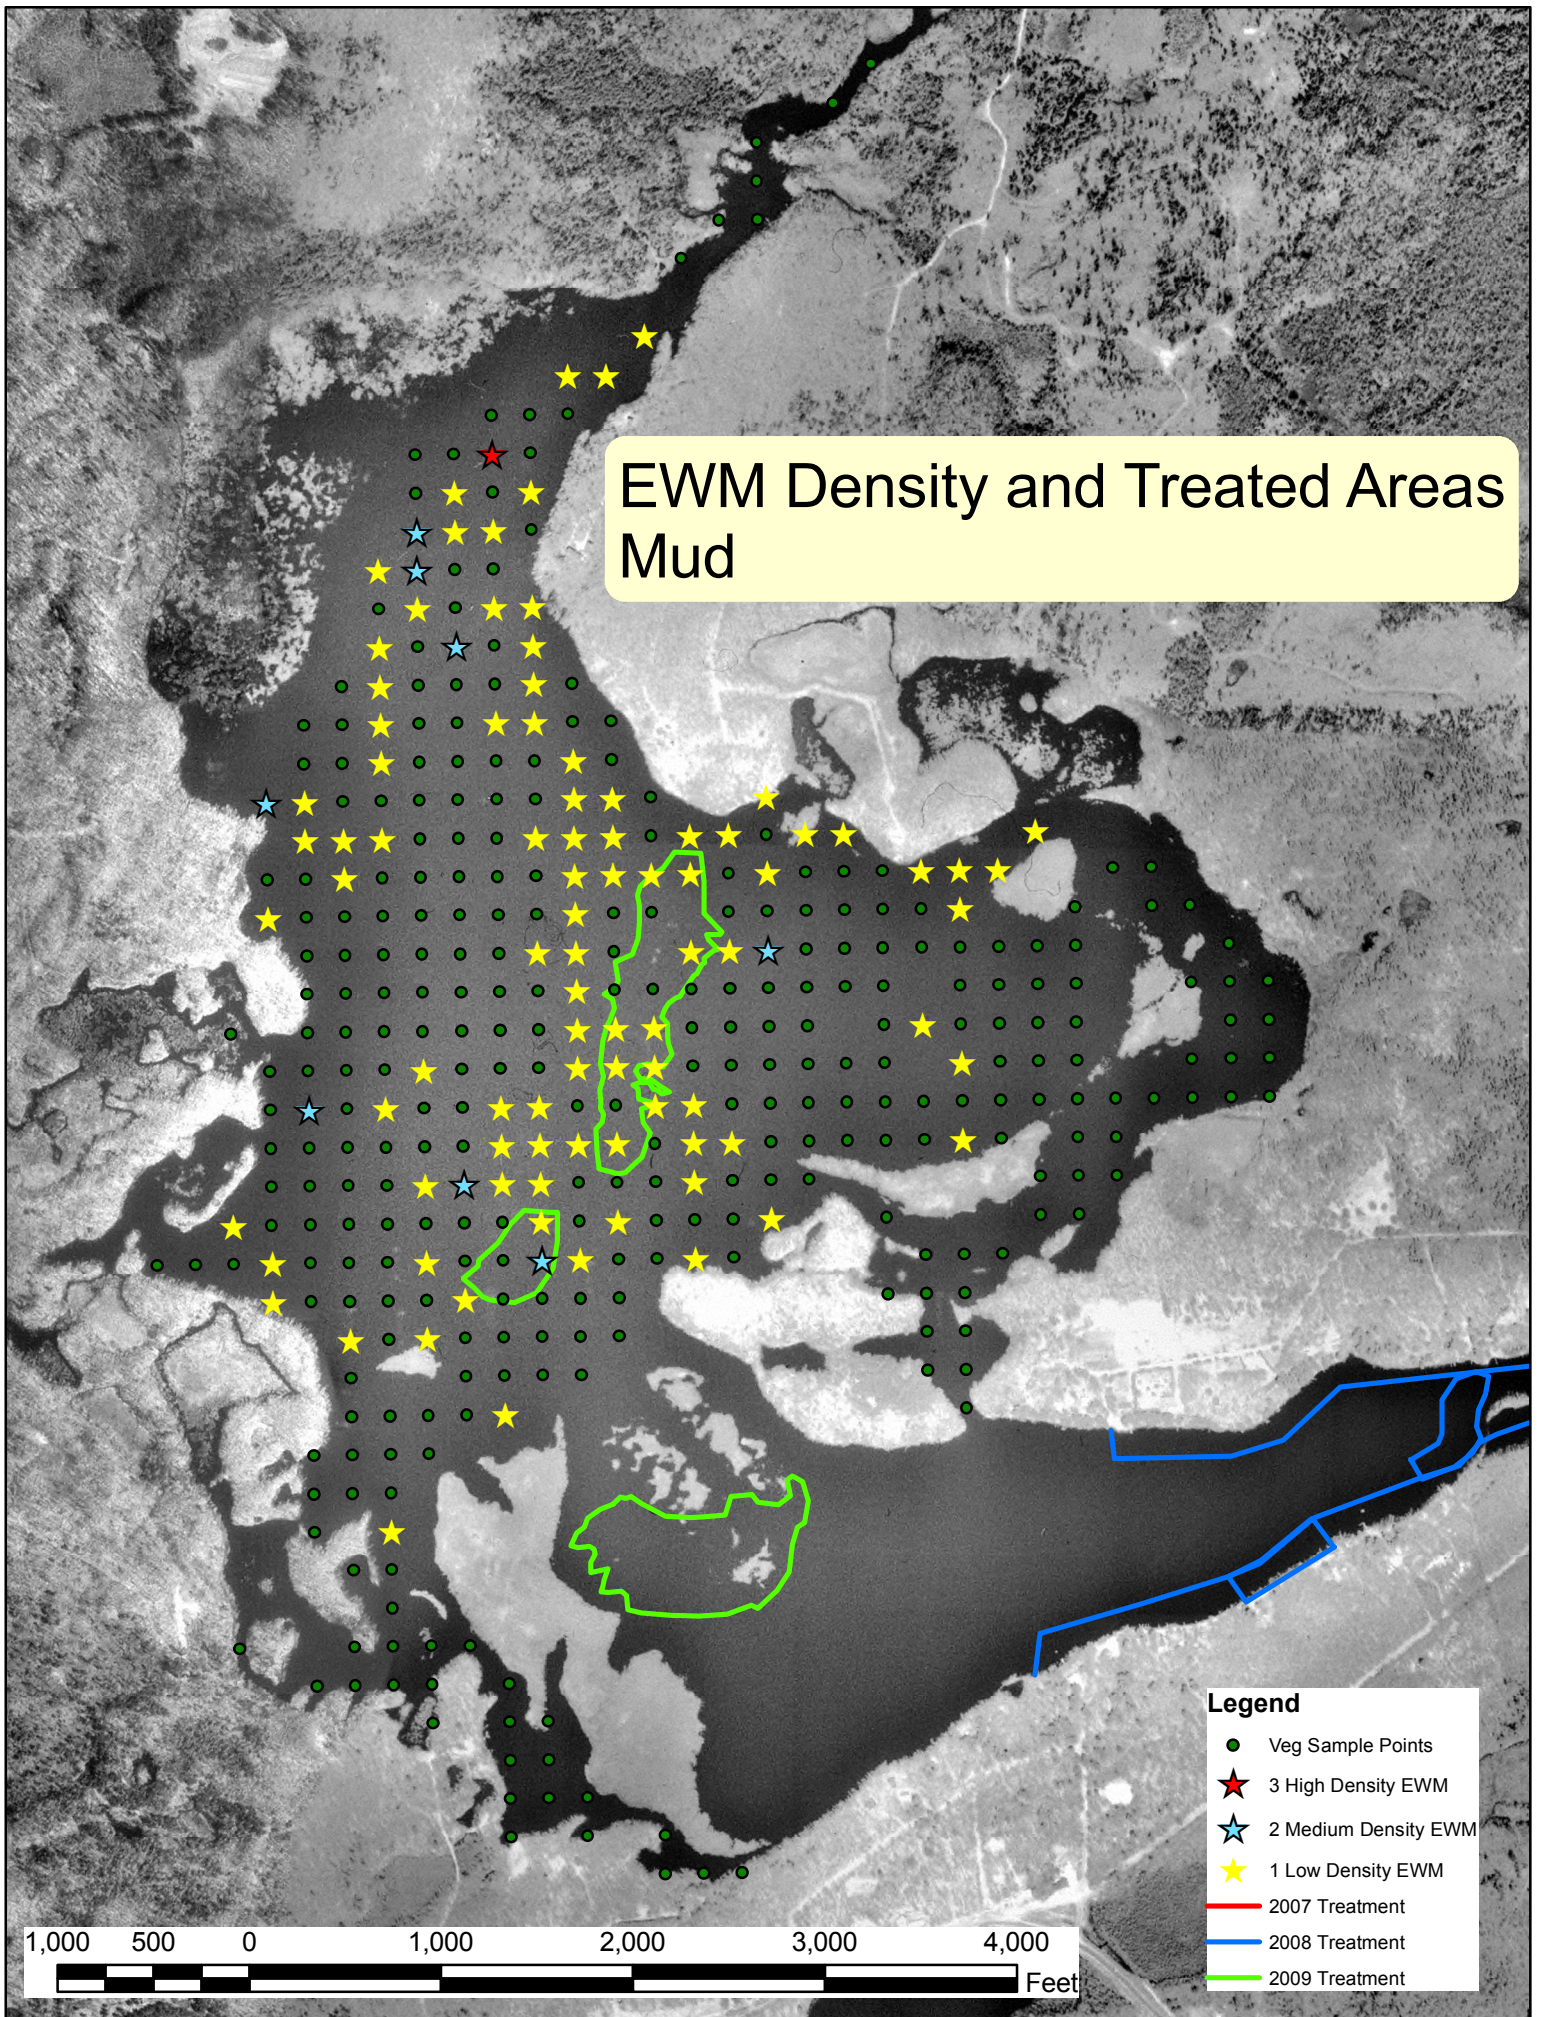 EWM Density and Treated Areas
Mud
Legend
Veg Sample Points
3 High Density EWM
2 Medium Density EWM
1 Low Density EWM
2007 Treatment
2008 Treatment
2009 Treatment
1,000 500 0 1,000 2,000 3,000 4,000
Feet